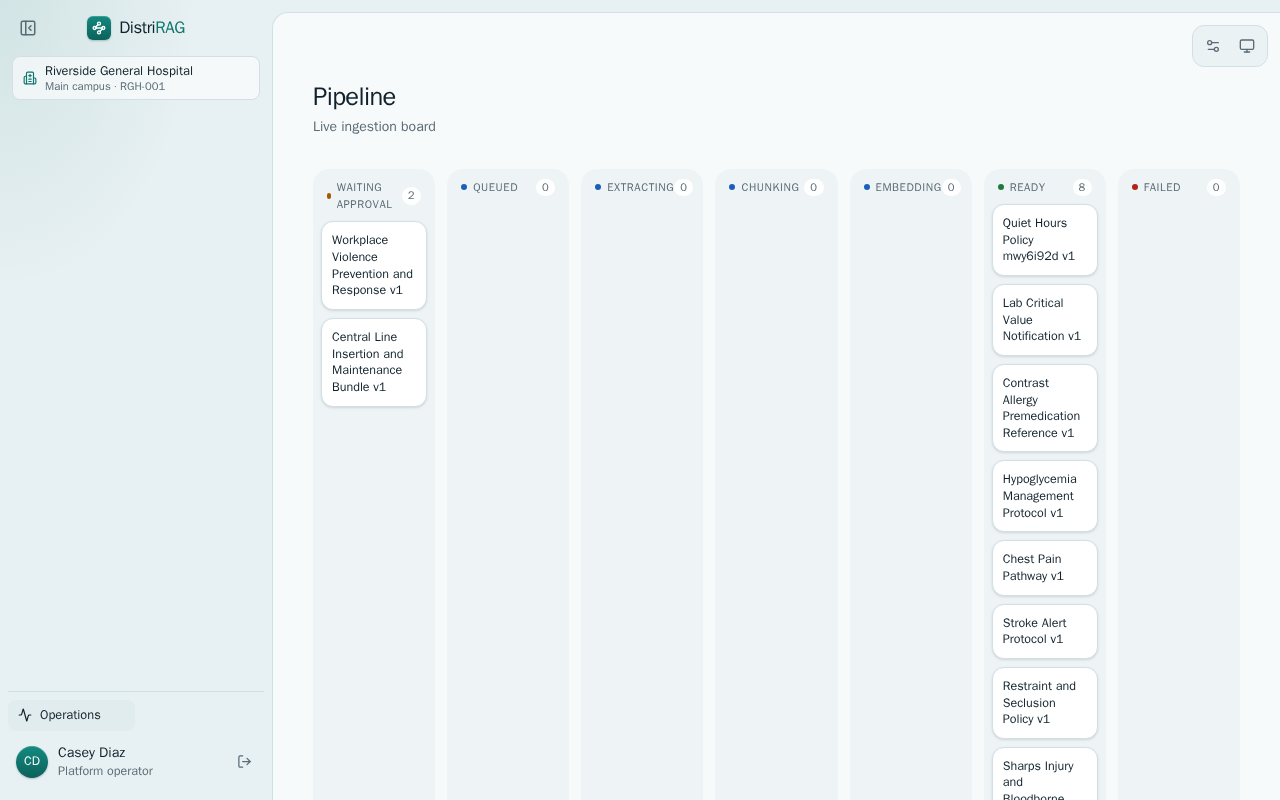 DistriRAG
Riverside General Hospital
Main campus · RGH-001
Pipeline
Live ingestion board
WAITING
APPROVAL
2
Workplace
Violence
Prevention and
Response v1
Central Line
Insertion and
Maintenance
Bundle v1
QUEUED
0
EXTRACTING
0
CHUNKING
0
EMBEDDING
0
READY
8
Quiet Hours
Policy
mwy6i92d v1
Lab Critical
Value
Notification v1
Contrast
Allergy
Premedication
Reference v1
Hypoglycemia
Management
Protocol v1
Chest Pain
Pathway v1
Stroke Alert
Protocol v1
Restraint and
Seclusion
Policy v1
Sharps Injury
and
Bloodborne
FAILED
0
Operations
CD
Casey Diaz
Platform operator